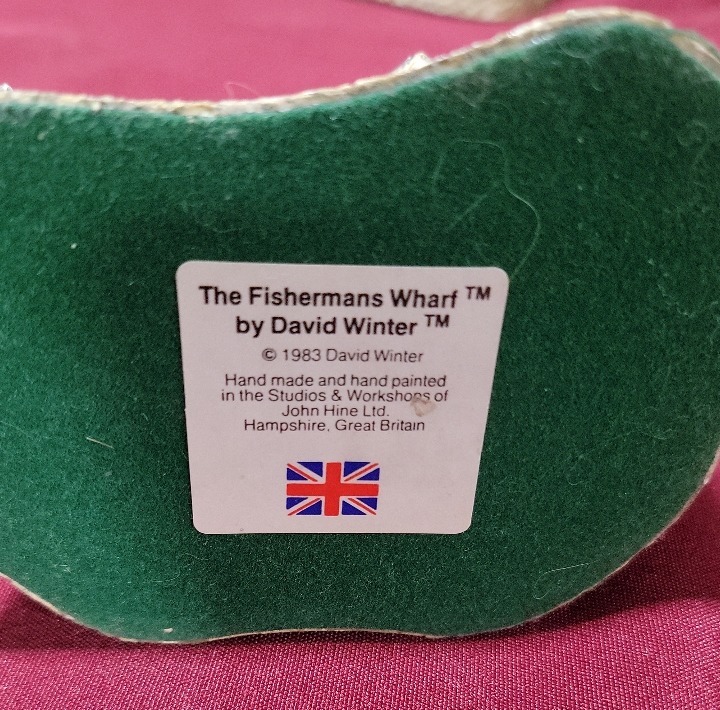 The Fishermans Wharf ™
by David Winter ™
© 1983 David Winter
Hand made and hand painted
in the Studios & Workshops of
John Hine Ltd.
Hampshire, Great Britain